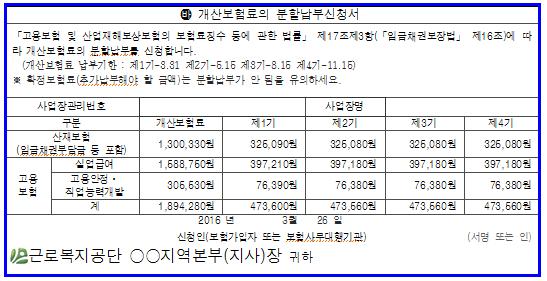 ㉳ 개산보험료의 분할납부신청서
「고용보험 및 산업재해보상보험의 보험료징수 등에 관한 법률」 제17조제3항(「임금채권보장법」 제16조)에 따
라 개산보험료의 분할납부를 신청합니다.
(개산보험료 납부기한 : 제1기-3.31 제2기-5.15 제3기-8.15 제4기-11.15)
※ 확정보험료(추가납부해야 할 금액)는 분할납부가 안 됨을 유의하세요.
사업장관리번호 사업장명
구분 개산보험료 제1기 제2기 제3기 제4기
산재보험
(임금채권부담금 등 포함) 1,300,330원 325,090원 325,080원 325,080원 325,080원
고용
보험
실업급여 1,588,750원 397,210원 397,180원 397,180원 397,180원
고용안정·
직업능력개발 305,530원 76,390원 76,380원 76,380원 76,380원
계 1,894,280원 473,600원 473,560원 473,560원 473,560원
2016 년 3월 26 일
신청인(보험가입자 또는 보험사무대행기관) (서명 또는 인)
근로복지공단 ○○지역본부(지사)장 귀하